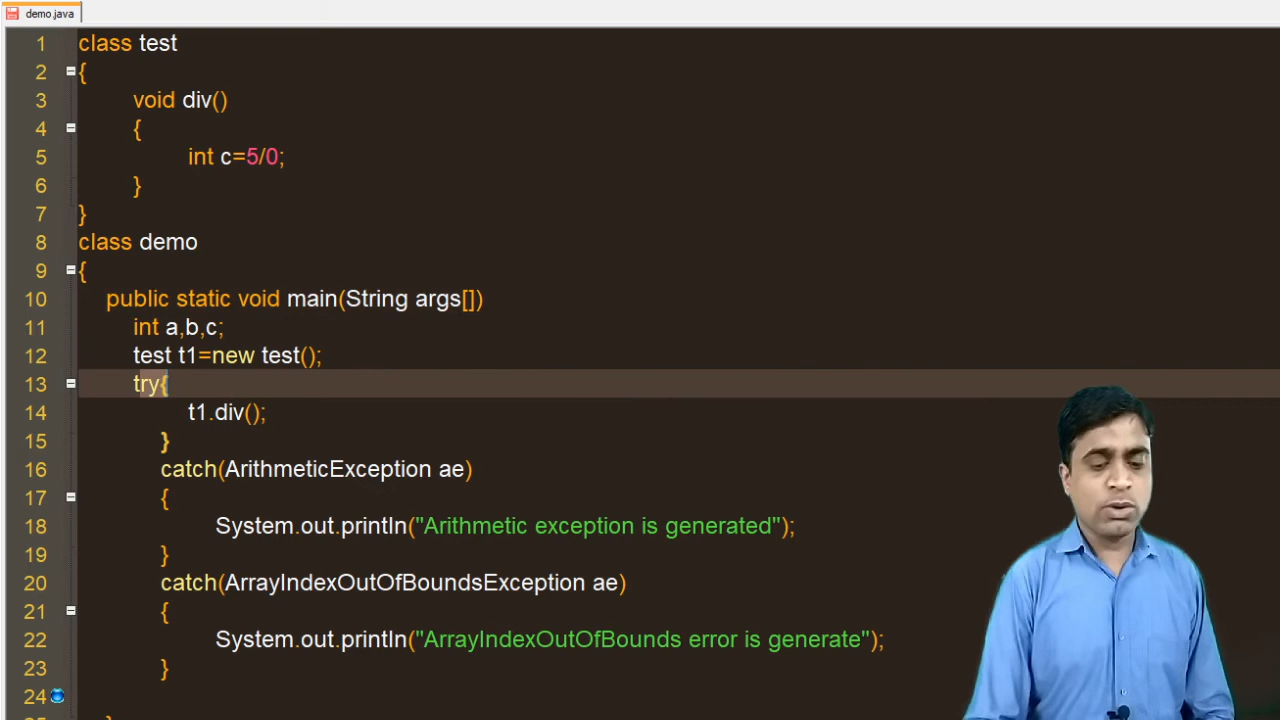 demo.java
1 class test
2 {
3 void div()
4 {
5 int c=5/0;
6 }
7 }
8 class demo
9 {
10 public static void main(String args[])
11 int a,b,c;
12 test t1=new test();
13 try{
14 t1.div();
15 }
16 catch(ArithmeticException ae)
17 {
18 System.out.println("Arithmetic exception is generated");
19 }
20 catch(ArrayIndexOutOfBoundsException ae)
21 {
22 System.out.println("ArrayIndexOutOfBounds error is generate");
23 }
24